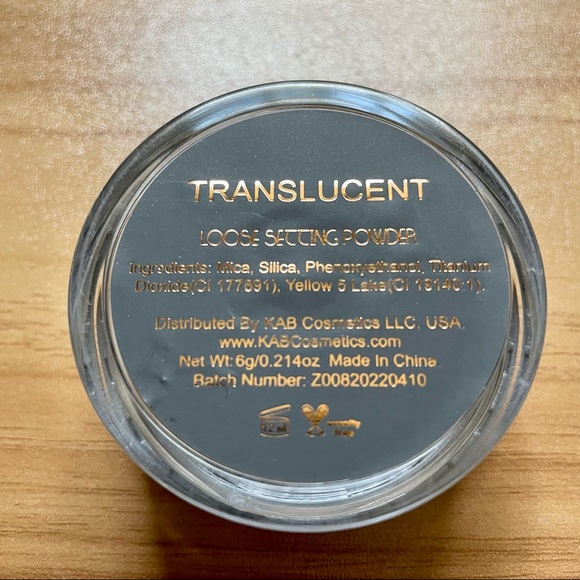 TRANSLUCENT
LOOSE SETTING POWDER
Ingredients: Mica, Silica, Phenoxyethanol, Titanium
Dioxide(CI 177891), Yellow 5 Lake(CI 19140:1).
Distributed By KAB Cosmetics LLC, USA.
www.KABCosmetics.com
Net Wt:6g/0.214oz Made In China
Batch Number: Z00820220410
12M